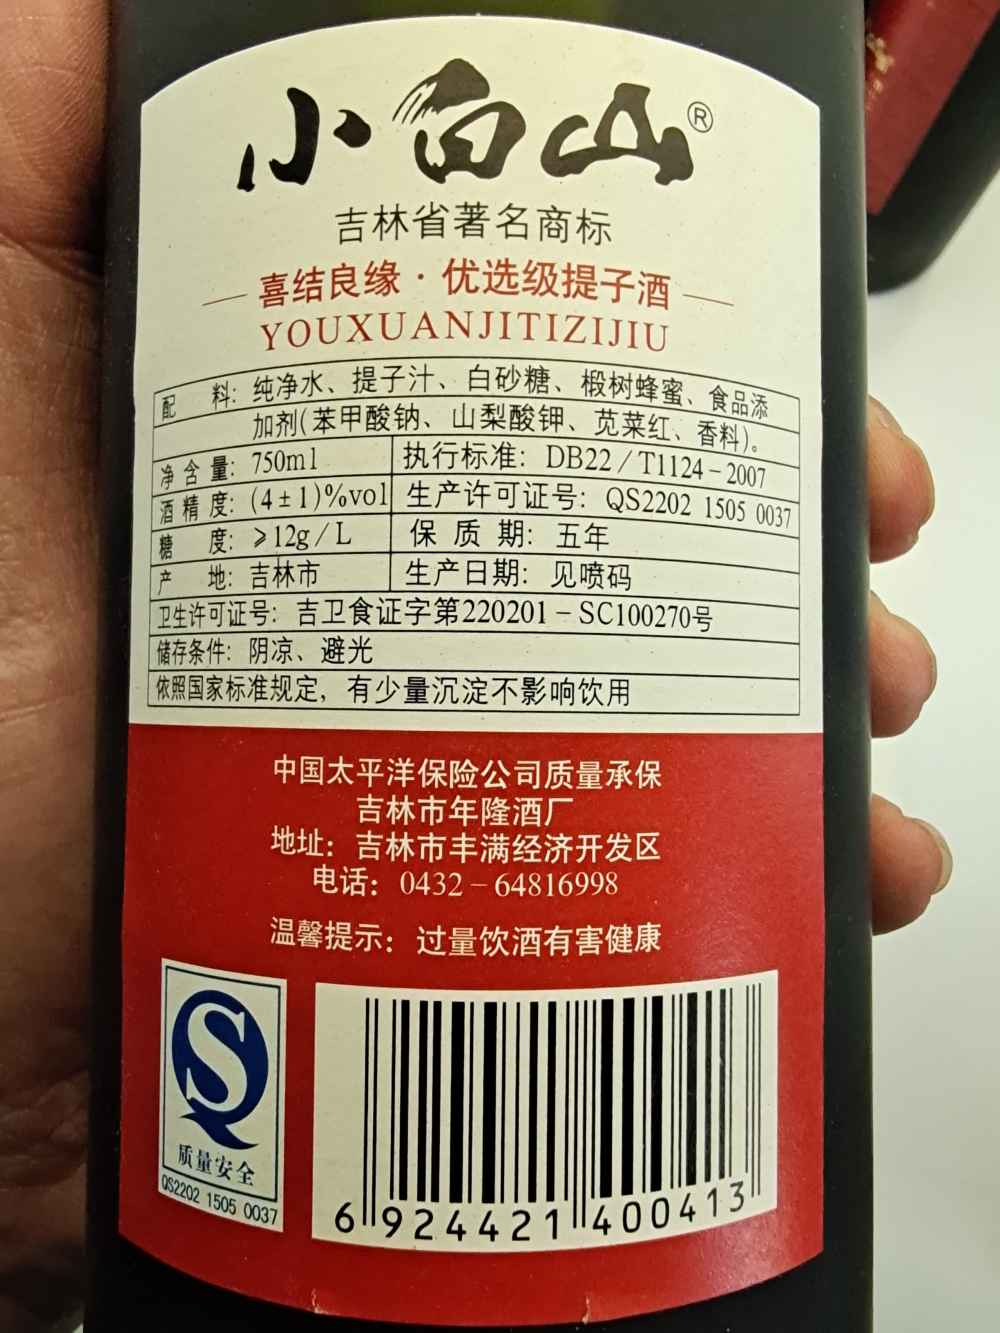 小白山®
吉林省著名商标
喜结良缘·优选级提子酒
YOUXUANJITIZIJIU
配料: 纯净水、提子汁、白砂糖、椴树蜂蜜、食品添
加剂(苯甲酸钠、山梨酸钾、苋菜红、香料)。
净含量: 750ml 执行标准: DB22/T1124-2007
酒精度: (4±1)%vol 生产许可证号: QS2202 1505 0037
糖度: ≥12g/L 保质期: 五年
产地: 吉林市 生产日期: 见喷码
卫生许可证号: 吉卫食证字第220201-SC100270号
储存条件: 阴凉、避光
依照国家标准规定, 有少量沉淀不影响饮用
中国太平洋保险公司质量承保
吉林市年隆酒厂
地址: 吉林市丰满经济开发区
电话: 0432-64816998
温馨提示: 过量饮酒有害健康
QS
质量安全
QS2202 1505 0037
6 924421 400413